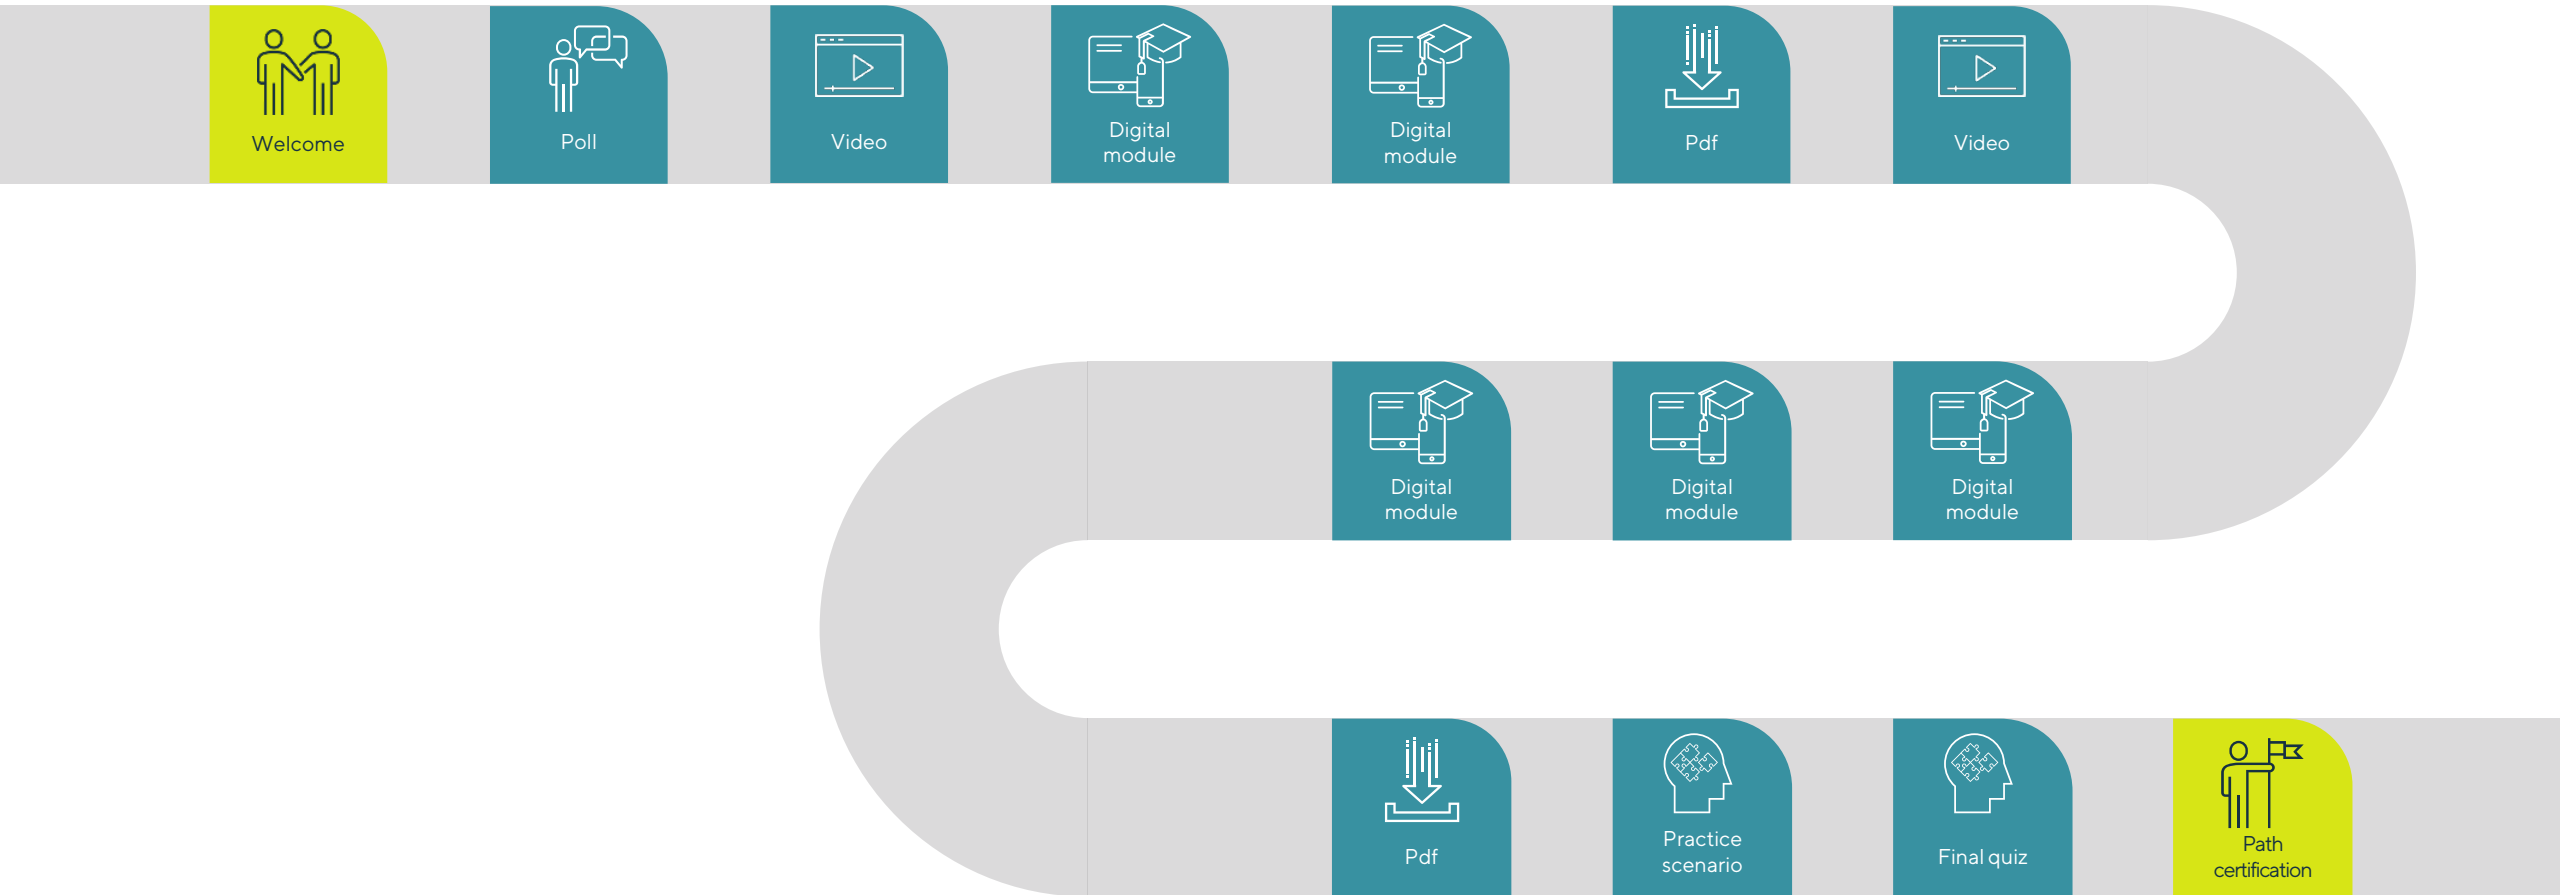 Welcome
Poll
Video
Digital
module
Digital
module
Pdf
Video
Digital
module
Digital
module
Digital
module
Pdf
Practice
scenario
Final quiz
Path
certification